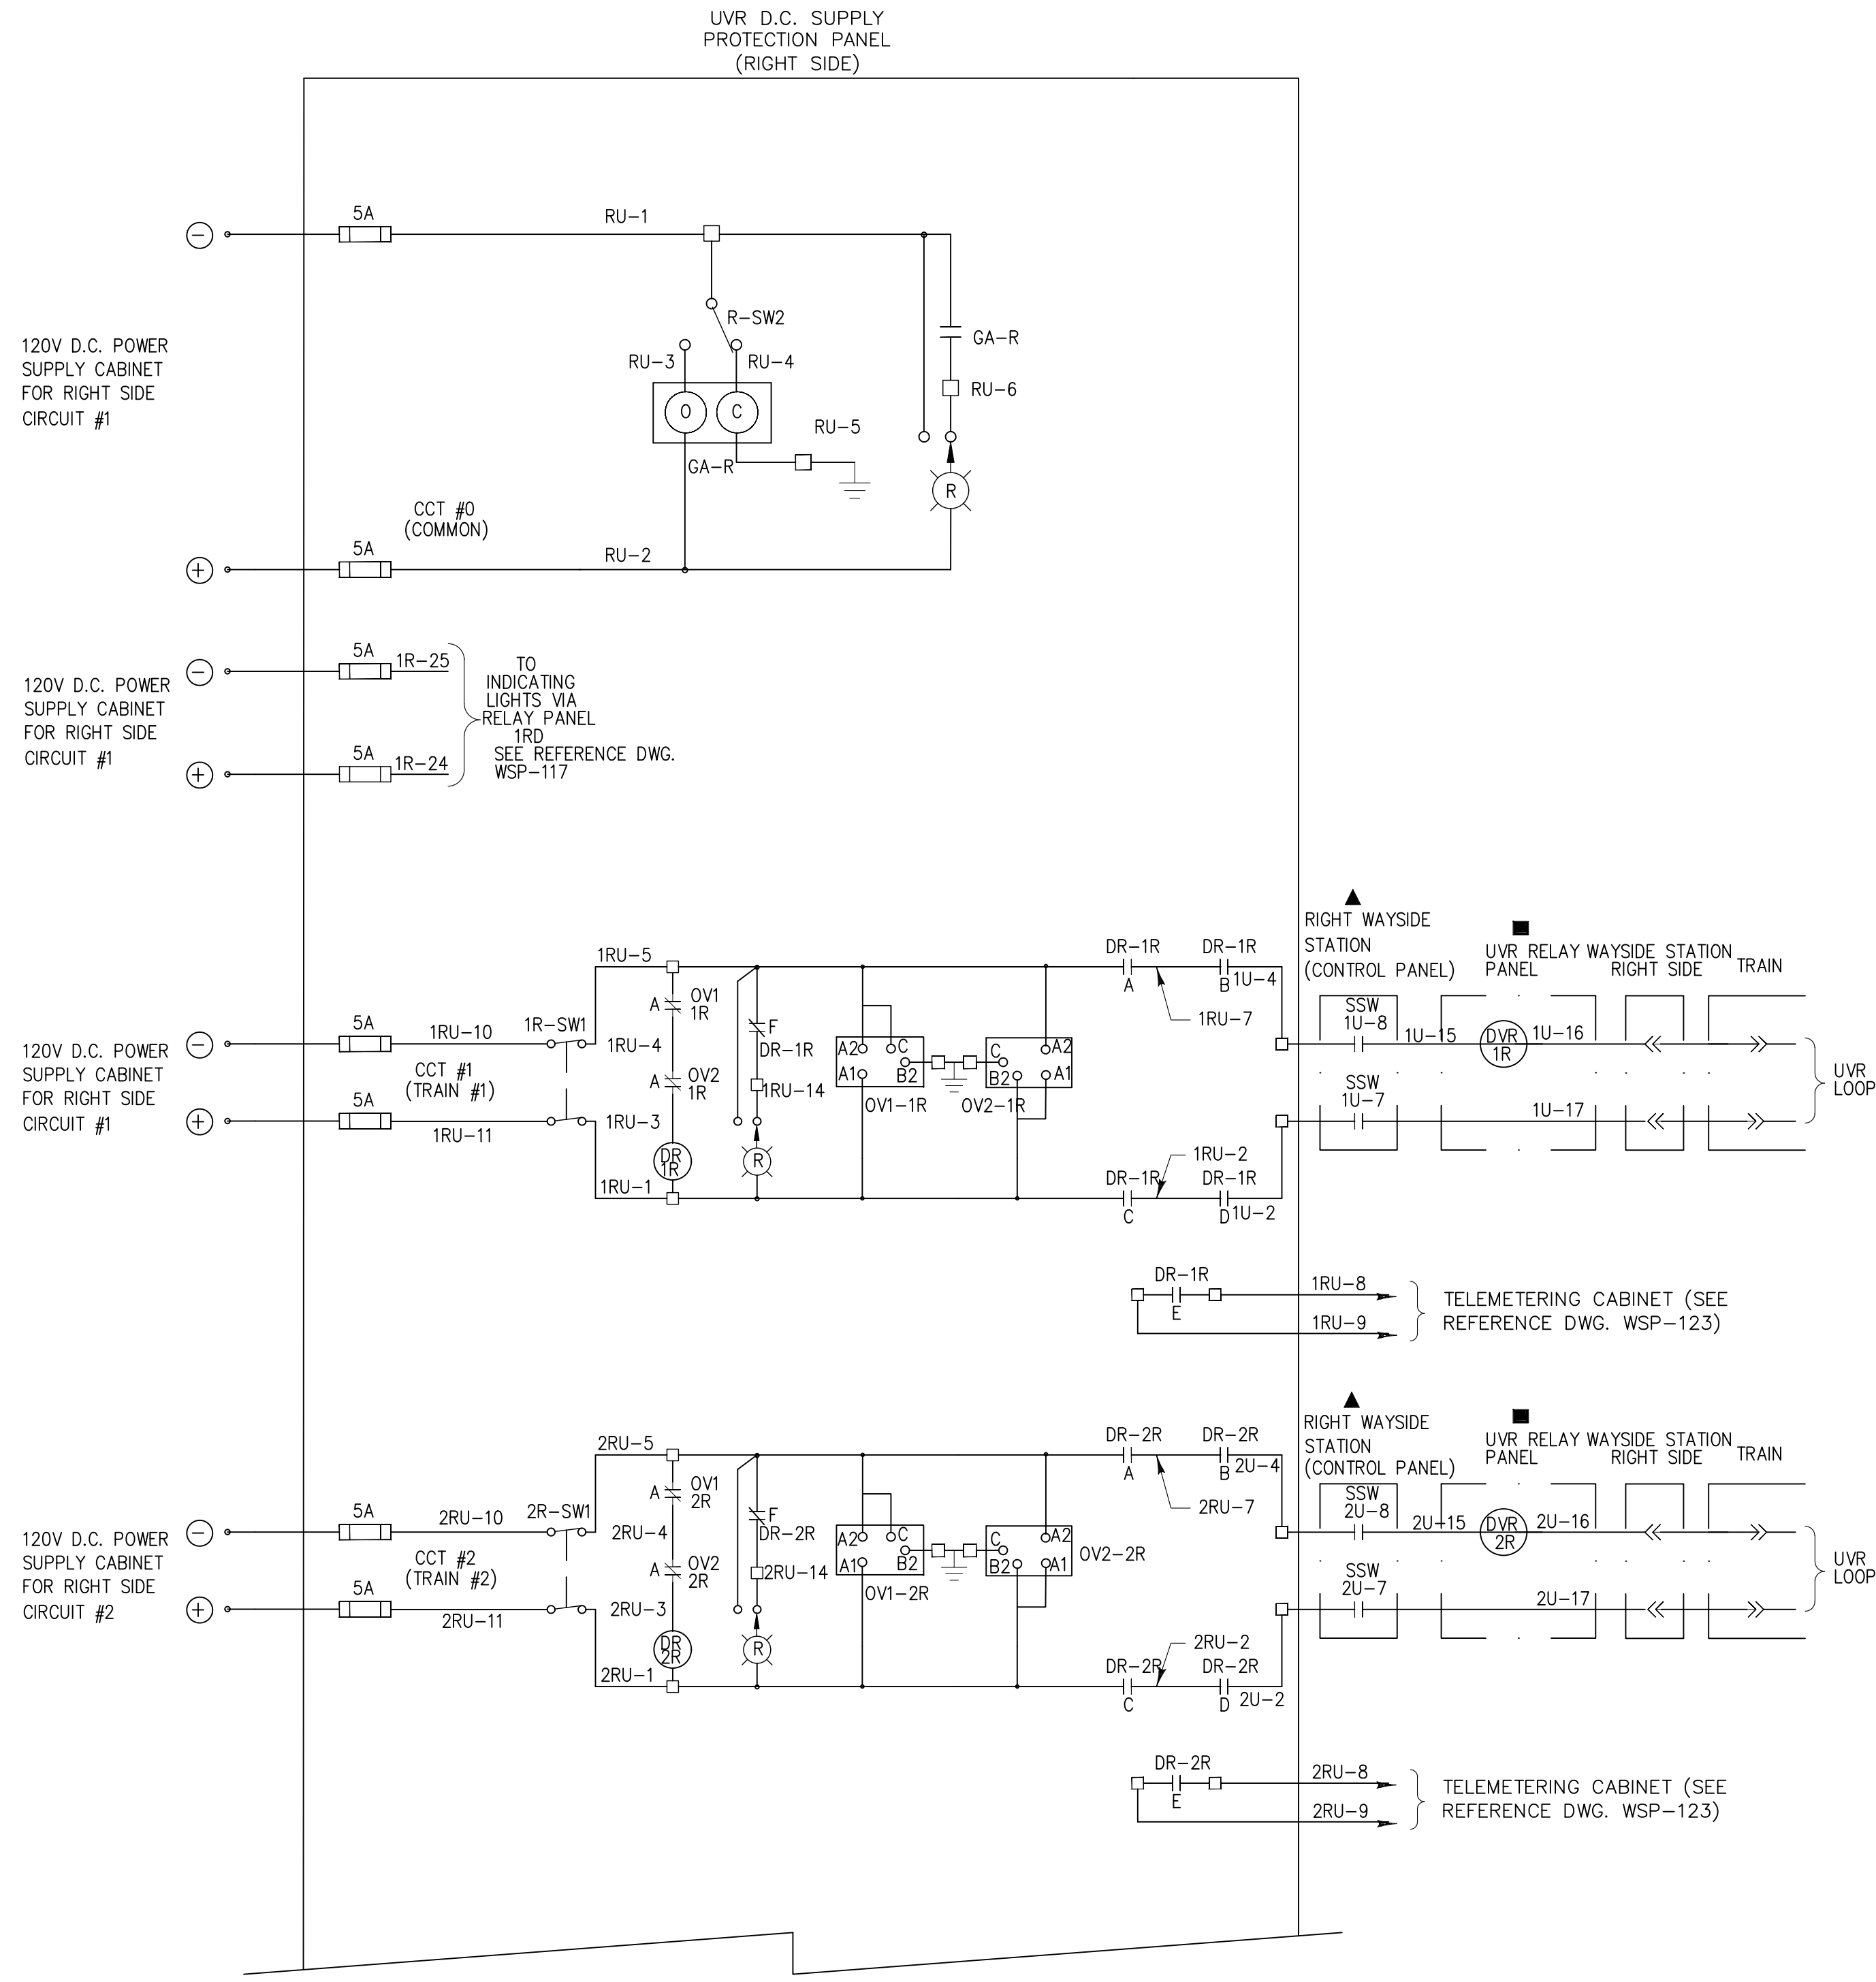 UVR D.C. SUPPLY
PROTECTION PANEL
(RIGHT SIDE)
5A
RU-1
R-SW2
GA-R
120V D.C. POWER
SUPPLY CABINET
FOR RIGHT SIDE
CIRCUIT #1
RU-3
RU-4
RU-6
O
C
RU-5
GA-R
R
CCT #0
(COMMON)
5A
RU-2
5A
1R-25
TO
INDICATING
LIGHTS VIA
RELAY PANEL
1RD
SEE REFERENCE DWG.
WSP-117
120V D.C. POWER
SUPPLY CABINET
FOR RIGHT SIDE
CIRCUIT #1
5A
1R-24
RIGHT WAYSIDE
STATION
(CONTROL PANEL)
UVR RELAY
PANEL
WAYSIDE STATION
RIGHT SIDE
TRAIN
1RU-5
DR-1R
A
DR-1R
B
1U-4
1RU-7
A
OV1
1R
F
DR-1R
1RU-14
5A
1RU-10
1R-SW1
1RU-4
120V D.C. POWER
SUPPLY CABINET
FOR RIGHT SIDE
CIRCUIT #1
CCT #1
(TRAIN #1)
A
OV2
1R
A2
C
A1
B2
OV1-1R
C
A2
B2
A1
OV2-1R
SSW
1U-8
1U-15
DVR
1R
1U-16
SSW
1U-7
1U-17
UVR
LOOP
5A
1RU-11
1RU-3
DR
1R
R
1RU-1
1RU-2
DR-1R
C
DR-1R
D
1U-2
DR-1R
E
1RU-8
1RU-9
TELEMETERING CABINET (SEE
REFERENCE DWG. WSP-123)
RIGHT WAYSIDE
STATION
(CONTROL PANEL)
UVR RELAY
PANEL
WAYSIDE STATION
RIGHT SIDE
TRAIN
2RU-5
DR-2R
A
DR-2R
B
2U-4
2RU-7
A
OV1
2R
F
DR-2R
2RU-14
5A
2RU-10
2R-SW1
2RU-4
120V D.C. POWER
SUPPLY CABINET
FOR RIGHT SIDE
CIRCUIT #2
CCT #2
(TRAIN #2)
A
OV2
2R
A2
C
A1
B2
OV1-2R
C
A2
B2
A1
OV2-2R
SSW
2U-8
2U-15
DVR
2R
2U-16
SSW
2U-7
2U-17
UVR
LOOP
5A
2RU-11
2RU-3
DR
2R
R
2RU-1
2RU-2
DR-2R
C
DR-2R
D
2U-2
DR-2R
E
2RU-8
2RU-9
TELEMETERING CABINET (SEE
REFERENCE DWG. WSP-123)